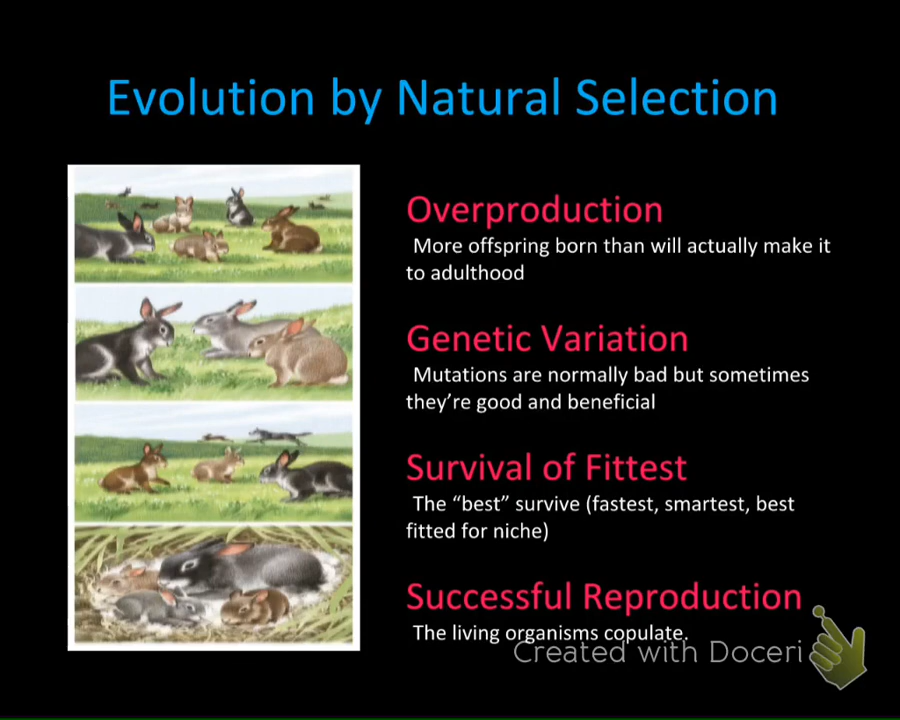 Evolution by Natural Selection
Overproduction
More offspring born than will actually make it
to adulthood
Genetic Variation
Mutations are normally bad but sometimes
they're good and beneficial
Survival of Fittest
The “best” survive (fastest, smartest, best
fitted for niche)
Successful Reproduction
The living organisms copulate.
Created with Doceri